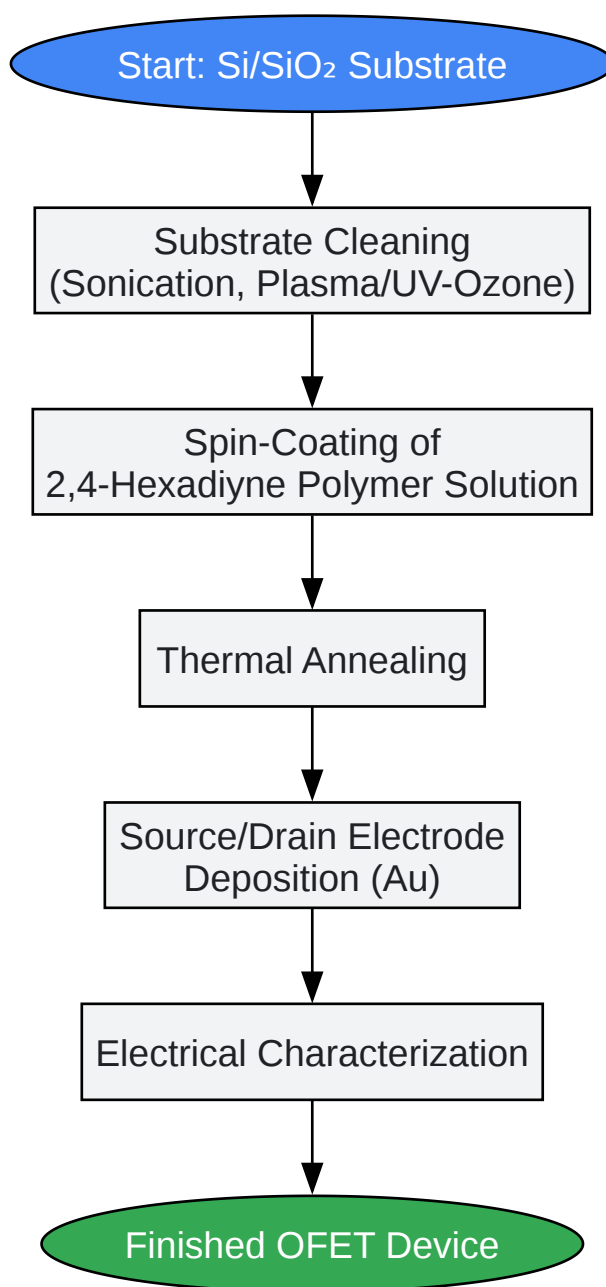 Start: Si/SiO₂ Substrate
Substrate Cleaning
(Sonication, Plasma/UV-Ozone)
Spin-Coating of
2,4-Hexadiyne Polymer Solution
Thermal Annealing
Source/Drain Electrode
Deposition (Au)
Electrical Characterization
Finished OFET Device